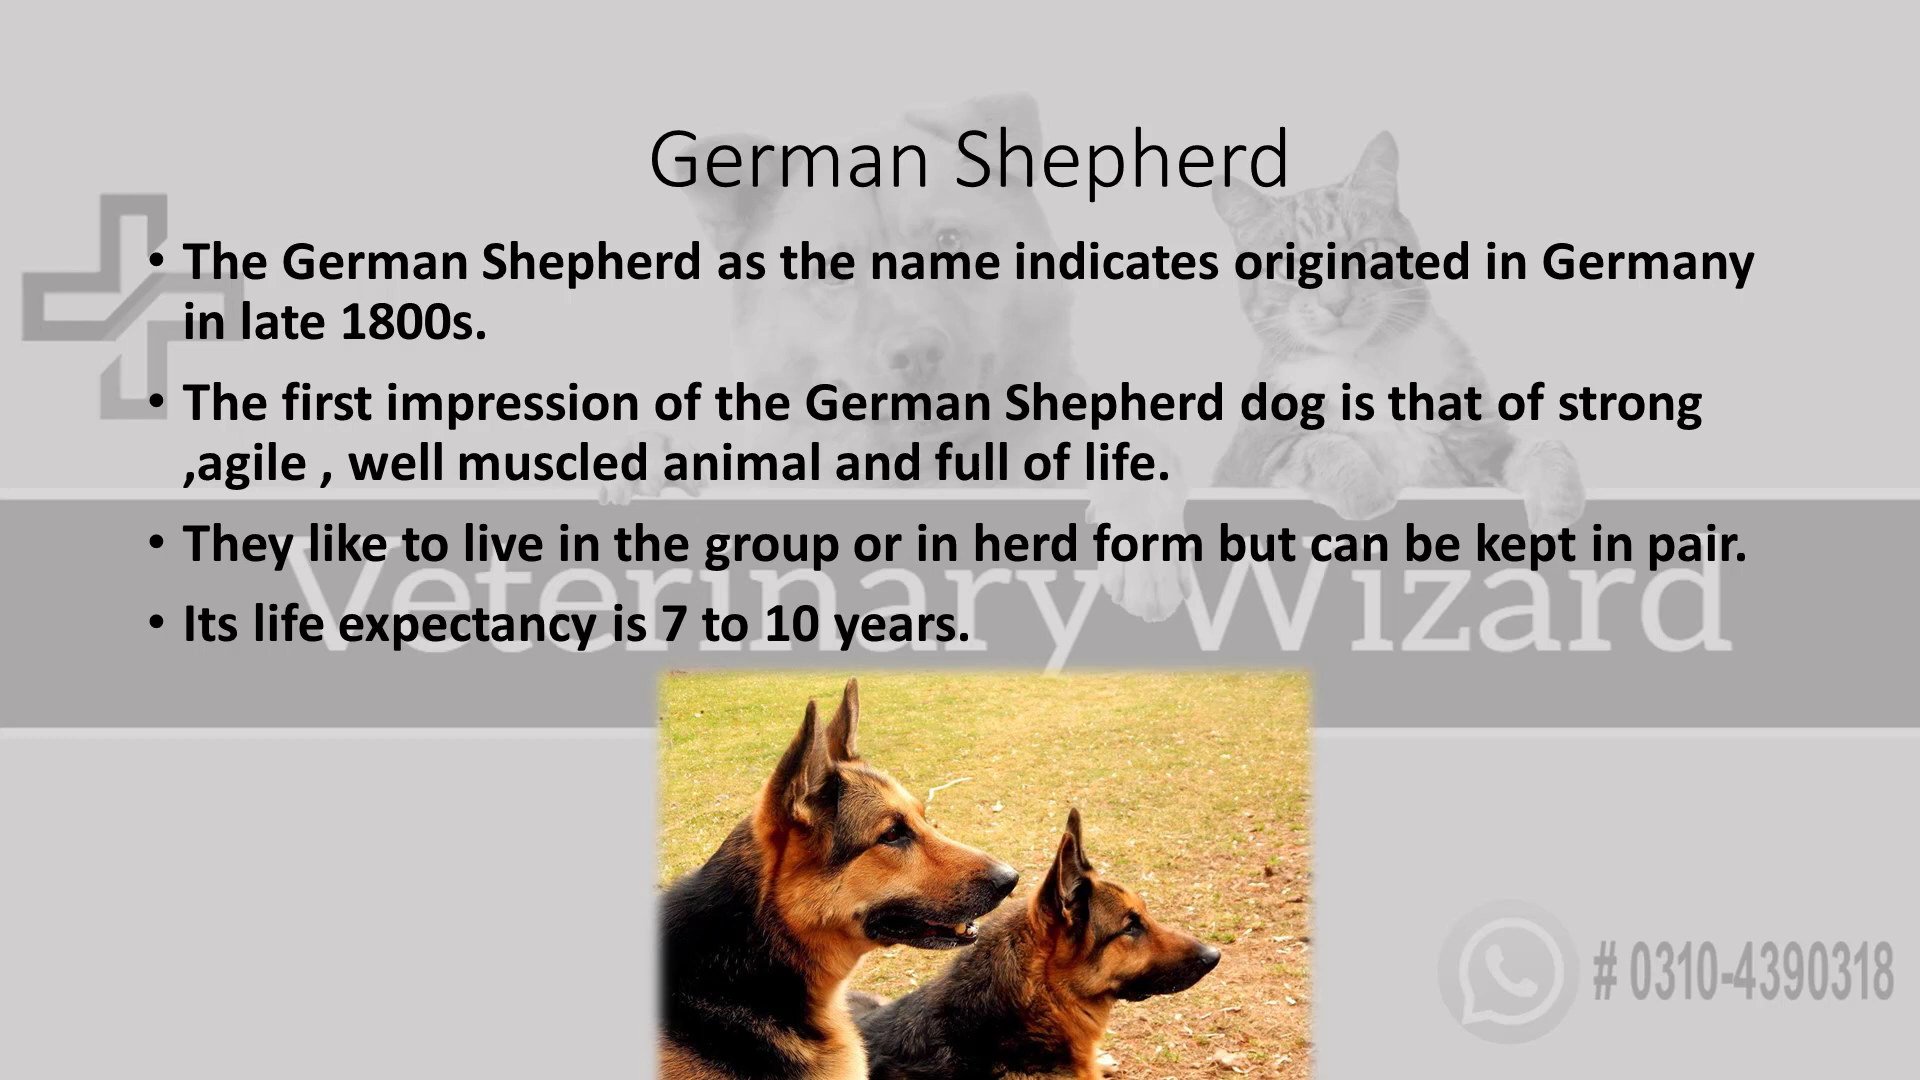 German Shepherd
• The German Shepherd as the name indicates originated in Germany
in late 1800s.
• The first impression of the German Shepherd dog is that of strong
,agile , well muscled animal and full of life.
• They like to live in the group or in herd form but can be kept in pair.
Veterinary Wizard
• Its life expectancy is 7 to 10 years.
# 0310-4390318